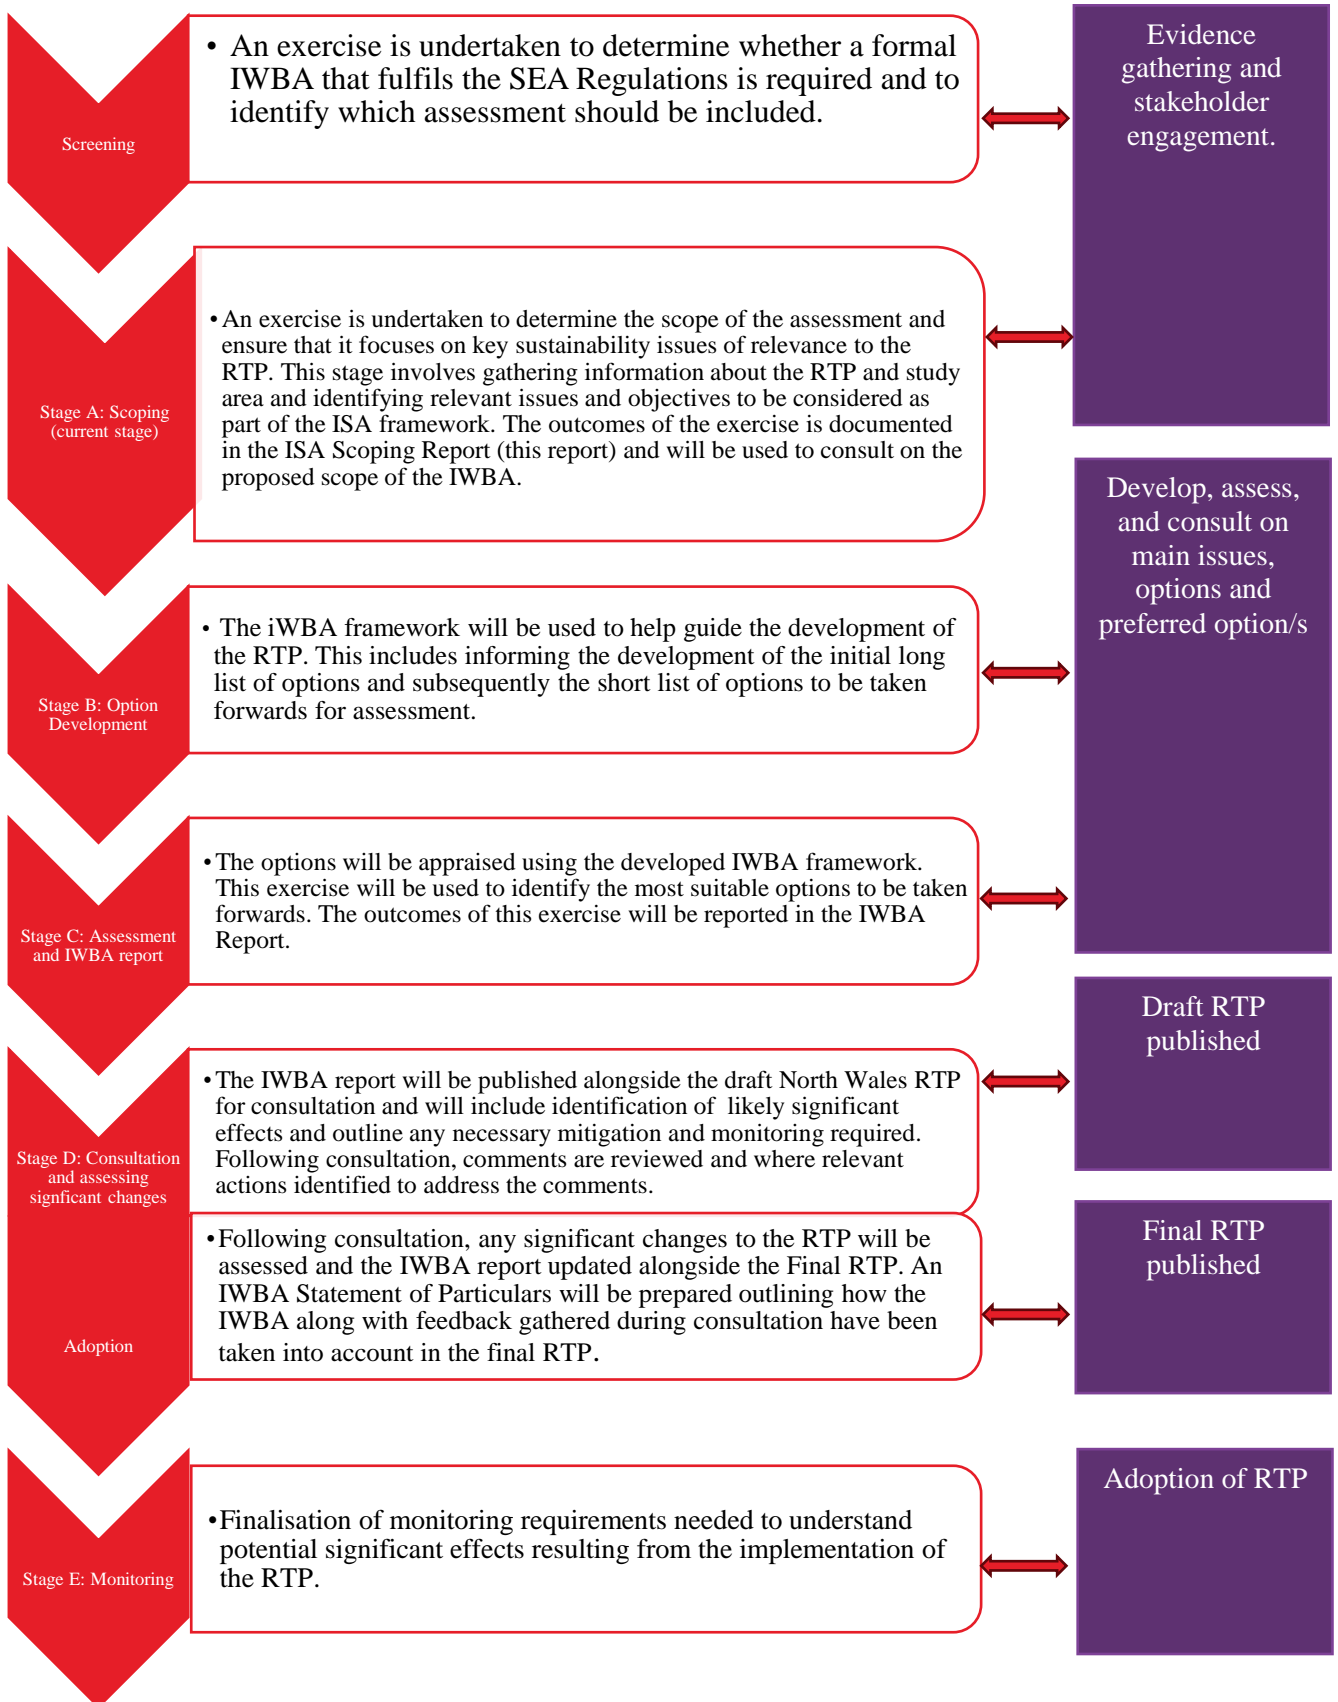 Screening
• An exercise is undertaken to determine whether a formal
IWBA that fulfils the SEA Regulations is required and to
identify which assessment should be included.
Evidence
gathering and
stakeholder
engagement.
Stage A: Scoping
(current stage)
• An exercise is undertaken to determine the scope of the assessment and
ensure that it focuses on key sustainability issues of relevance to the
RTP. This stage involves gathering information about the RTP and study
area and identifying relevant issues and objectives to be considered as
part of the ISA framework. The outcomes of the exercise is documented
in the ISA Scoping Report (this report) and will be used to consult on the
proposed scope of the IWBA.
Stage B: Option
Development
• The iWBA framework will be used to help guide the development of
the RTP. This includes informing the development of the initial long
list of options and subsequently the short list of options to be taken
forwards for assessment.
Develop, assess,
and consult on
main issues,
options and
preferred option/s
Stage C: Assessment
and IWBA report
• The options will be appraised using the developed IWBA framework.
This exercise will be used to identify the most suitable options to be taken
forwards. The outcomes of this exercise will be reported in the IWBA
Report.
Stage D: Consultation
and assessing
signficant changes
• The IWBA report will be published alongside the draft North Wales RTP
for consultation and will include identification of likely significant
effects and outline any necessary mitigation and monitoring required.
Following consultation, comments are reviewed and where relevant
actions identified to address the comments.
Draft RTP
published
Adoption
• Following consultation, any significant changes to the RTP will be
assessed and the IWBA report updated alongside the Final RTP. An
IWBA Statement of Particulars will be prepared outlining how the
IWBA along with feedback gathered during consultation have been
taken into account in the final RTP.
Final RTP
published
Stage E: Monitoring
• Finalisation of monitoring requirements needed to understand
potential significant effects resulting from the implementation of
the RTP.
Adoption of RTP